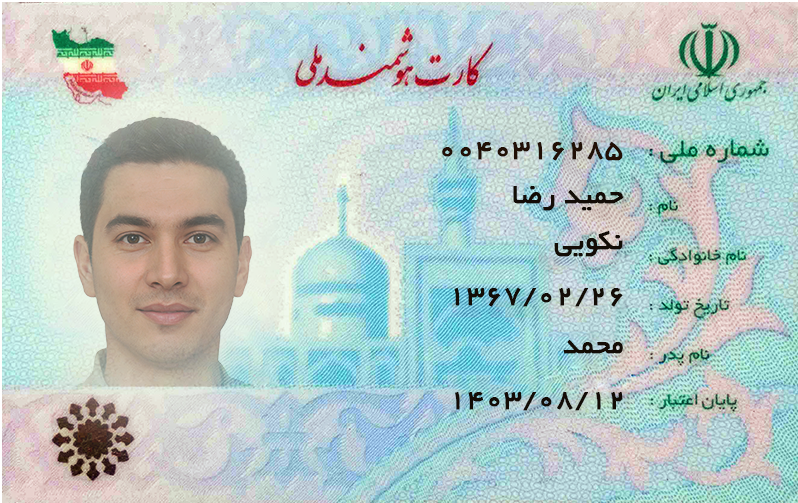 کارت هوشمند ملی
جمهوری اسلامی ایران
شماره ملی : ۰۰۴۰۳۱۶۲۸۵
نام : حمید رضا
نام خانوادگی : نکویی
تاریخ تولد : ۱۳۶۷/۰۲/۲۶
نام پدر : محمد
پایان اعتبار : ۱۴۰۳/۰۸/۱۲